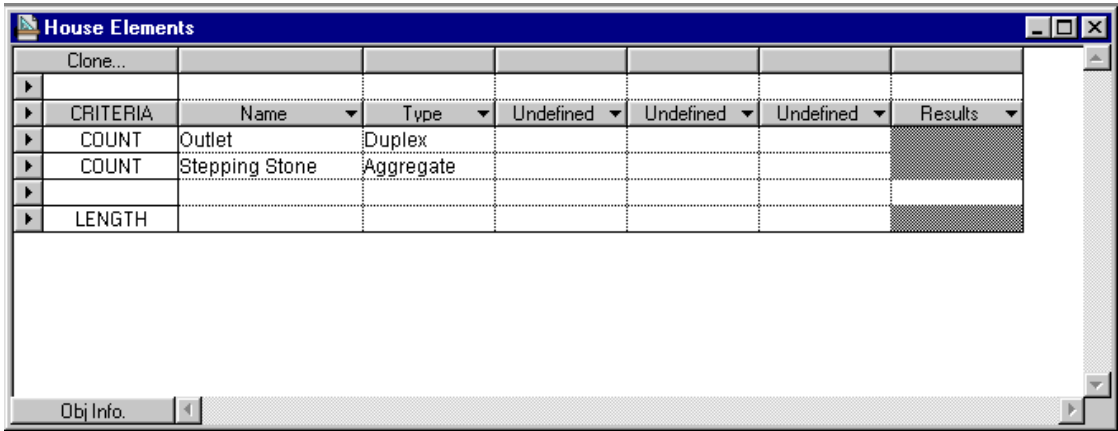 House Elements
Clone...
CRITERIA Name Type Undefined Undefined Undefined Results
COUNT Outlet Duplex
COUNT Stepping Stone Aggregate
LENGTH
Obj Info.